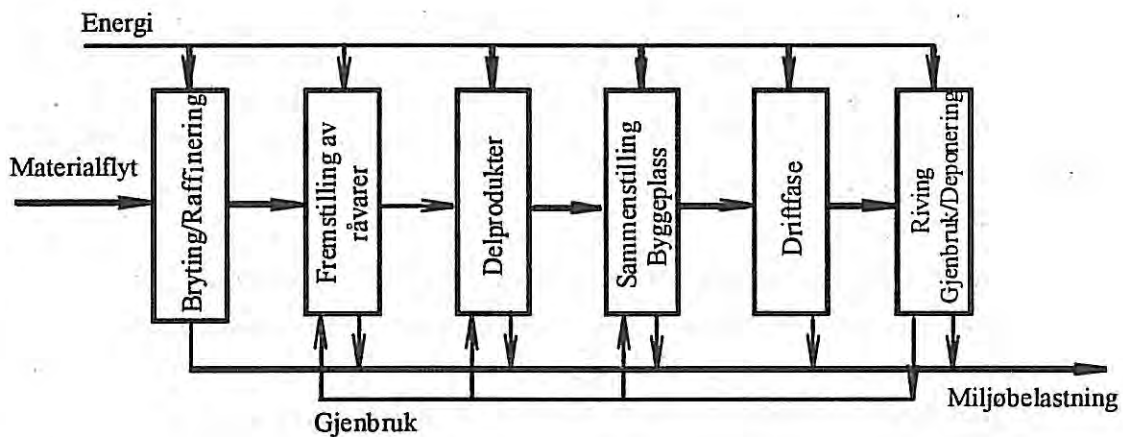 Energi
Materialflyt
Bryting/Raffinering
Fremstilling av
råvarer
Delprodukter
Sammenstilling
Byggeplass
Driftfase
Riving
Gjenbruk/Deponering
Miljøbelastning
Gjenbruk